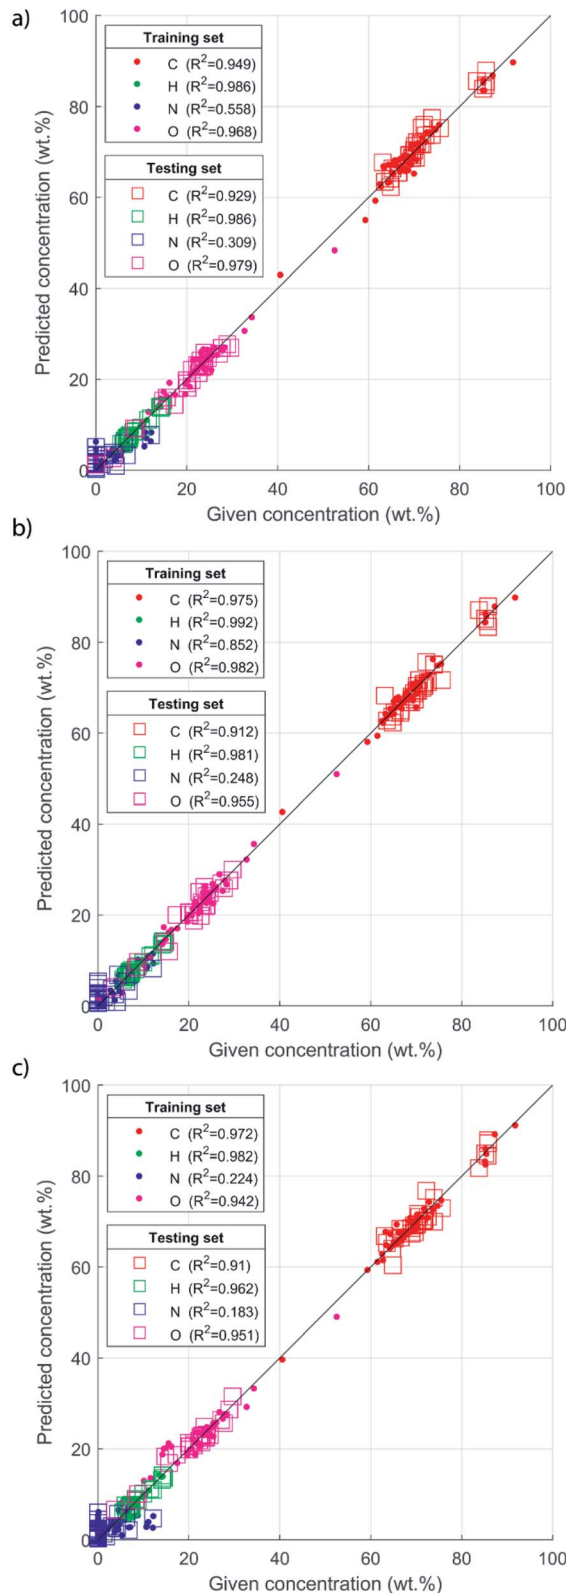 a)
100
80
60
40
20
0
Predicted concentration (wt.%)
Training set
C (R²=0.949)
H (R²=0.986)
N (R²=0.558)
O (R²=0.968)
Testing set
C (R²=0.929)
H (R²=0.986)
N (R²=0.309)
O (R²=0.979)
0 20 40 60 80 100
Given concentration (wt.%)
b)
100
80
60
40
20
0
Predicted concentration (wt.%)
Training set
C (R²=0.975)
H (R²=0.992)
N (R²=0.852)
O (R²=0.982)
Testing set
C (R²=0.912)
H (R²=0.981)
N (R²=0.248)
O (R²=0.955)
0 20 40 60 80 100
Given concentration (wt.%)
c)
100
80
60
40
20
0
Predicted concentration (wt.%)
Training set
C (R²=0.972)
H (R²=0.982)
N (R²=0.224)
O (R²=0.942)
Testing set
C (R²=0.91)
H (R²=0.962)
N (R²=0.183)
O (R²=0.951)
0 20 40 60 80 100
Given concentration (wt.%)